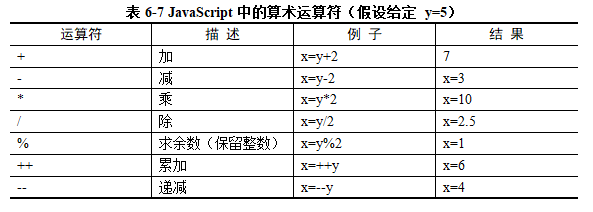 表 6-7 JavaScript 中的算术运算符（假设给定 y=5）
运算符 描 述 例 子 结 果
+ 加 x=y+2 7
- 减 x=y-2 x=3
* 乘 x=y*2 x=10
/ 除 x=y/2 x=2.5
% 求余数（保留整数） x=y%2 x=1
++ 累加 x=++y x=6
-- 递减 x=--y x=4